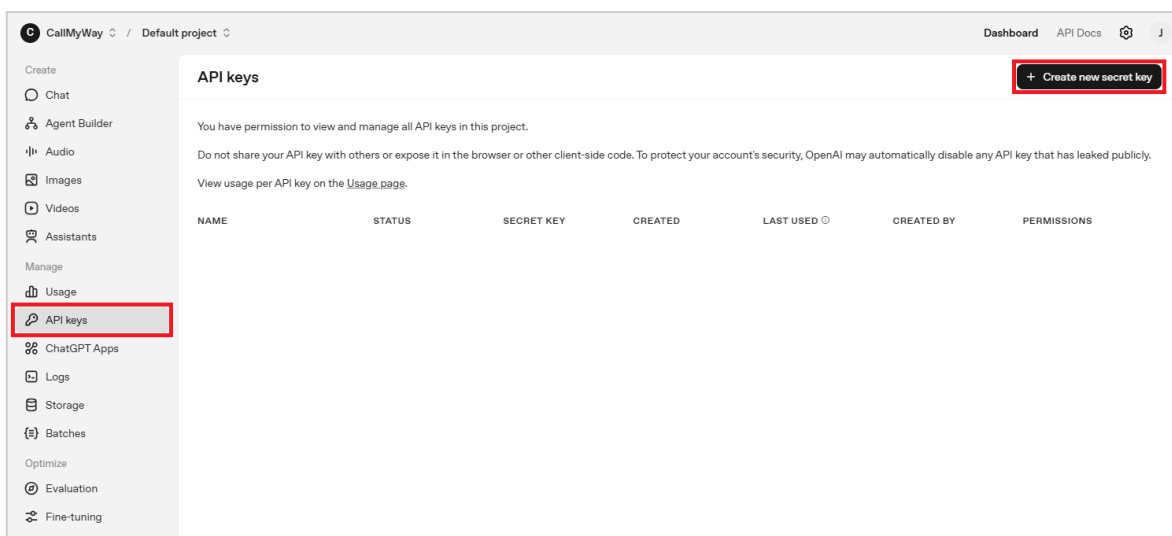 C CallMyWay / Default project Dashboard API Docs J
Create
Chat
Agent Builder
Audio
Images
Videos
Assistants
Manage
Usage
API keys
ChatGPT Apps
Logs
Storage
Batches
Optimize
Evaluation
Fine-tuning
API keys
+ Create new secret key
You have permission to view and manage all API keys in this project.
Do not share your API key with others or expose it in the browser or other client-side code. To protect your account's security, OpenAI may automatically disable any API key that has leaked publicly.
View usage per API key on the Usage page.
NAME STATUS SECRET KEY CREATED LAST USED CREATED BY PERMISSIONS